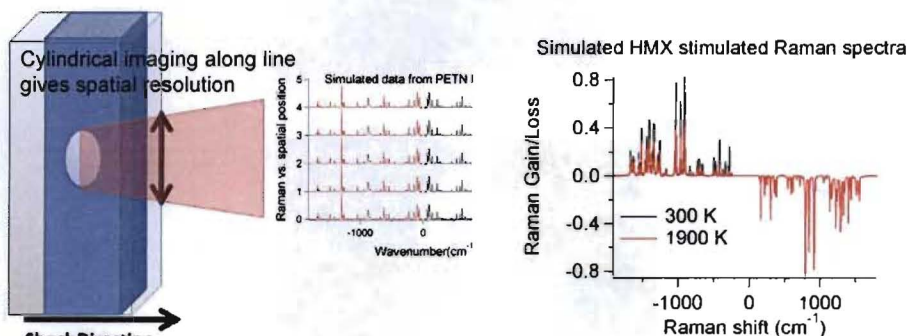 Cylindrical imaging along line
gives spatial resolution
Shock Direction
Simulated data from PETN
Raman vs. spatial position
5
4
3
2
1
0
-1000
0
Wavenumber(cm⁻
Simulated HMX stimulated Raman spectra
Raman Gain/Loss
0.8
0.4
0.0
-0.4
-0.8
300 K
1900 K
-1000
0
1000
Raman shift (cm⁻¹)